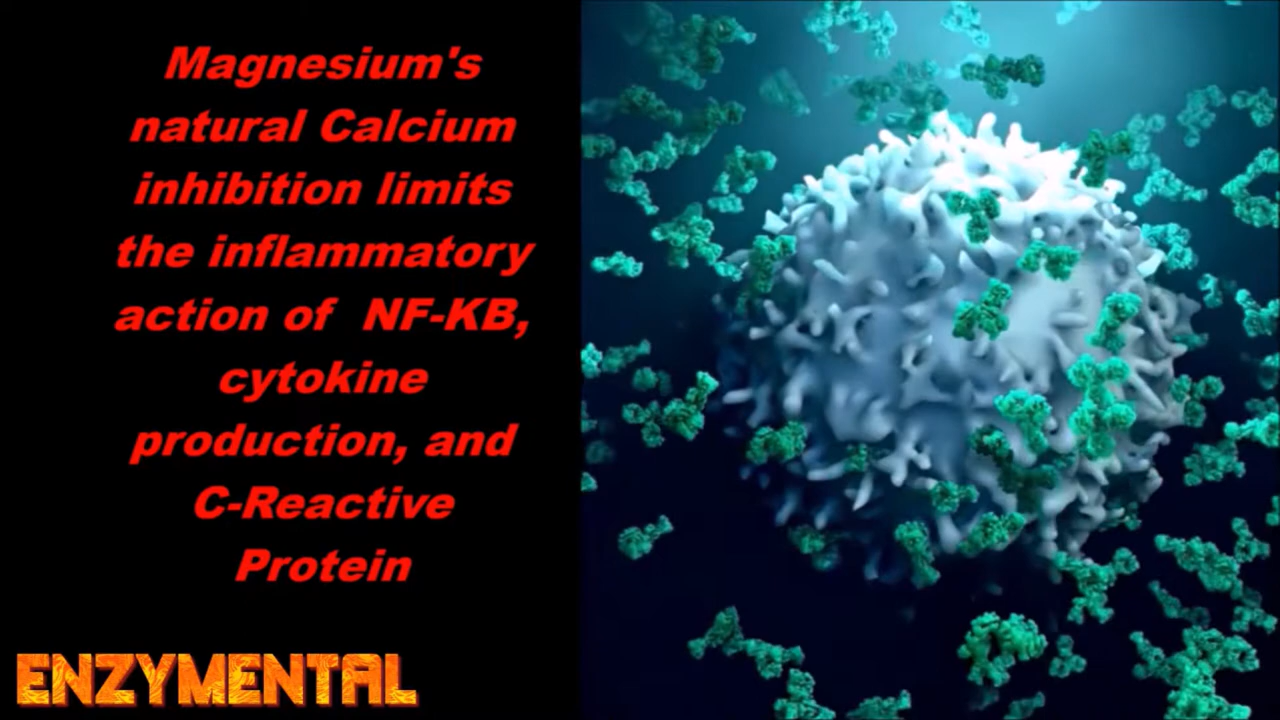 Magnesium's
natural Calcium
inhibition limits
the inflammatory
action of  NF-KB,
cytokine
production, and
C-Reactive
Protein
ENZYMENTAL